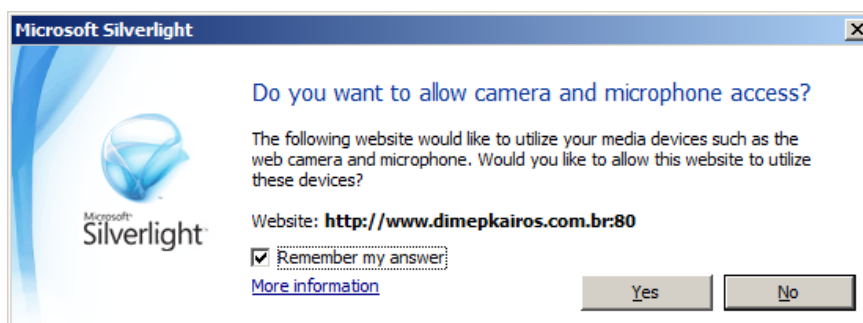 Microsoft Silverlight
Do you want to allow camera and microphone access?
The following website would like to utilize your media devices such as the
web camera and microphone. Would you like to allow this website to utilize
these devices?
Microsoft®
Silverlight
Website: http://www.dimepkairos.com.br:80
Remember my answer
More information
Yes
No